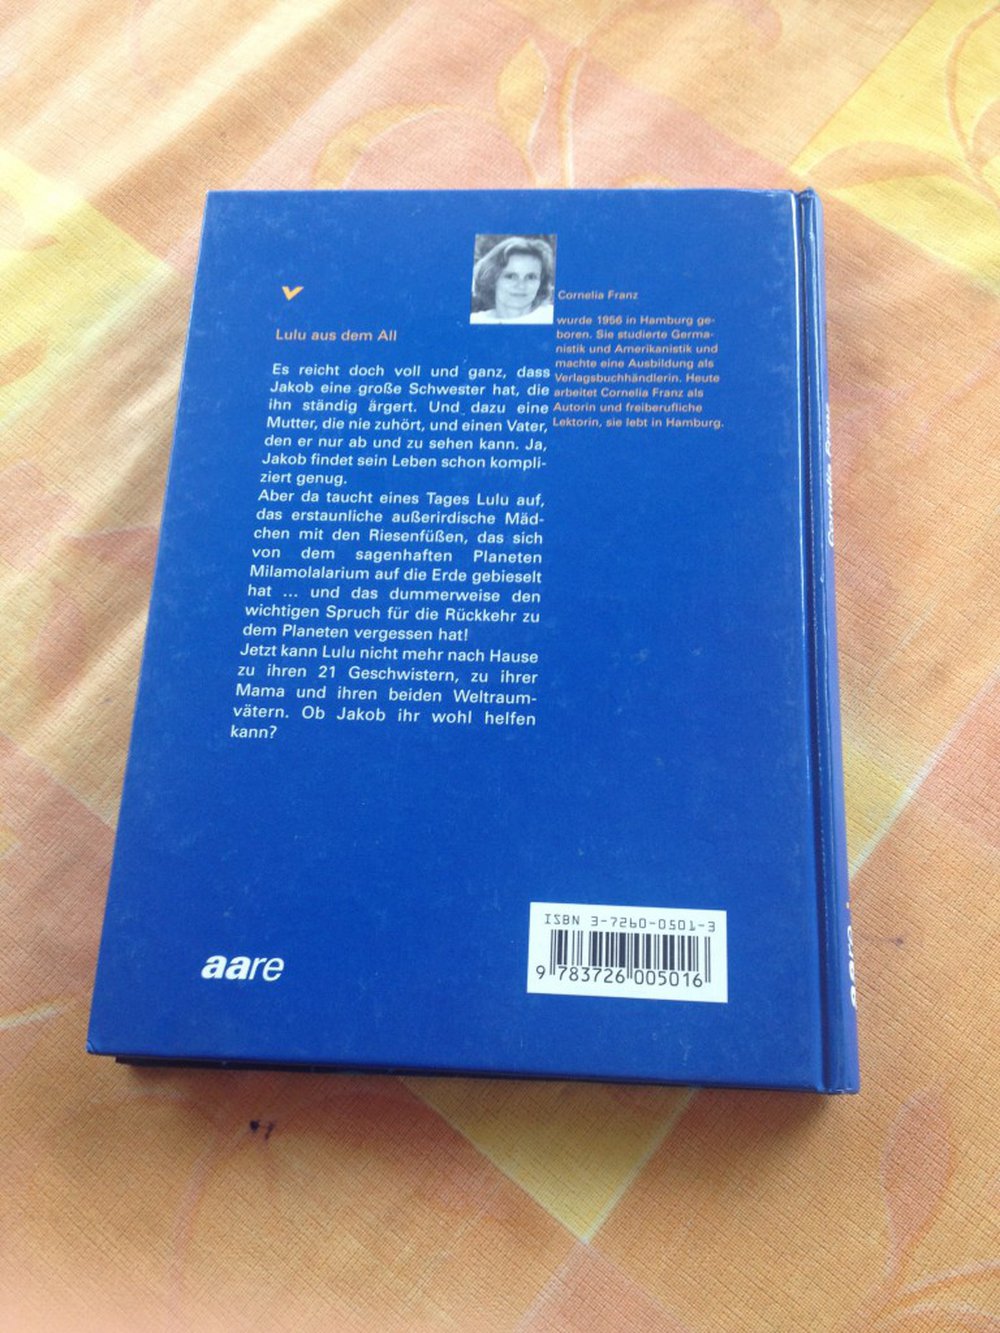 Lulu aus dem All
Es reicht doch voll und ganz, dass
Jakob eine große Schwester hat, die
ihn ständig ärgert. Und dazu eine
Mutter, die nie zuhört, und einen Vater,
den er nur ab und zu sehen kann. Ja,
Jakob findet sein Leben schon kompli-
ziert genug.
Aber da taucht eines Tages Lulu auf,
das erstaunliche außerirdische Mäd-
chen mit den Riesenfüßen, das sich
von dem sagenhaften Planeten
Milamolalarium auf die Erde gebieselt
hat ... und das dummerweise den
wichtigen Spruch für die Rückkehr zu
dem Planeten vergessen hat!
Jetzt kann Lulu nicht mehr nach Hause
zu ihren 21 Geschwistern, zu ihrer
Mama und ihren beiden Weltraum-
vätern. Ob Jakob ihr wohl helfen
kann?
Cornelia Franz
wurde 1956 in Hamburg ge-
boren. Sie studierte Germa-
nistik und Amerikanistik und
machte eine Ausbildung als
Verlagsbuchhändlerin. Heute
arbeitet Cornelia Franz als
Autorin und freiberufliche
Lektorin, sie lebt in Hamburg.
aare
ISBN 3-7260-0501-3
9 783726 005016
Cornelia Franz
aare